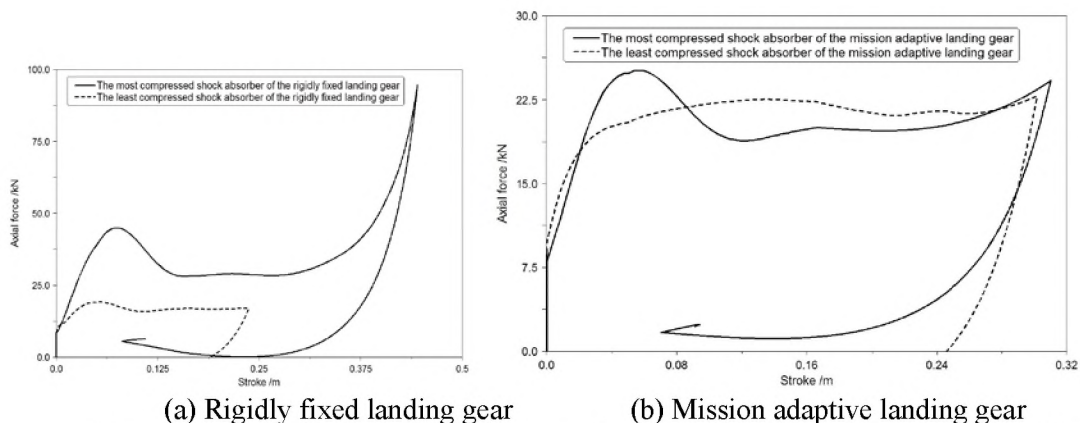 The most compressed shock absorber of the rigidly fixed landing gear
The least compressed shock absorber of the rigidly fixed landing gear
100.0
75.0
50.0
25.0
0.0
Axial force /kN
0.0 0.125 0.25 0.375 0.5
Stroke /m
(a) Rigidly fixed landing gear
The most compressed shock absorber of the mission adaptive landing gear
The least compressed shock absorber of the mission adaptive landing gear
30.0
22.5
15.0
7.5
0.0
Axial force /kN
0.0 0.08 0.16 0.24 0.32
Stroke /m
(b) Mission adaptive landing gear